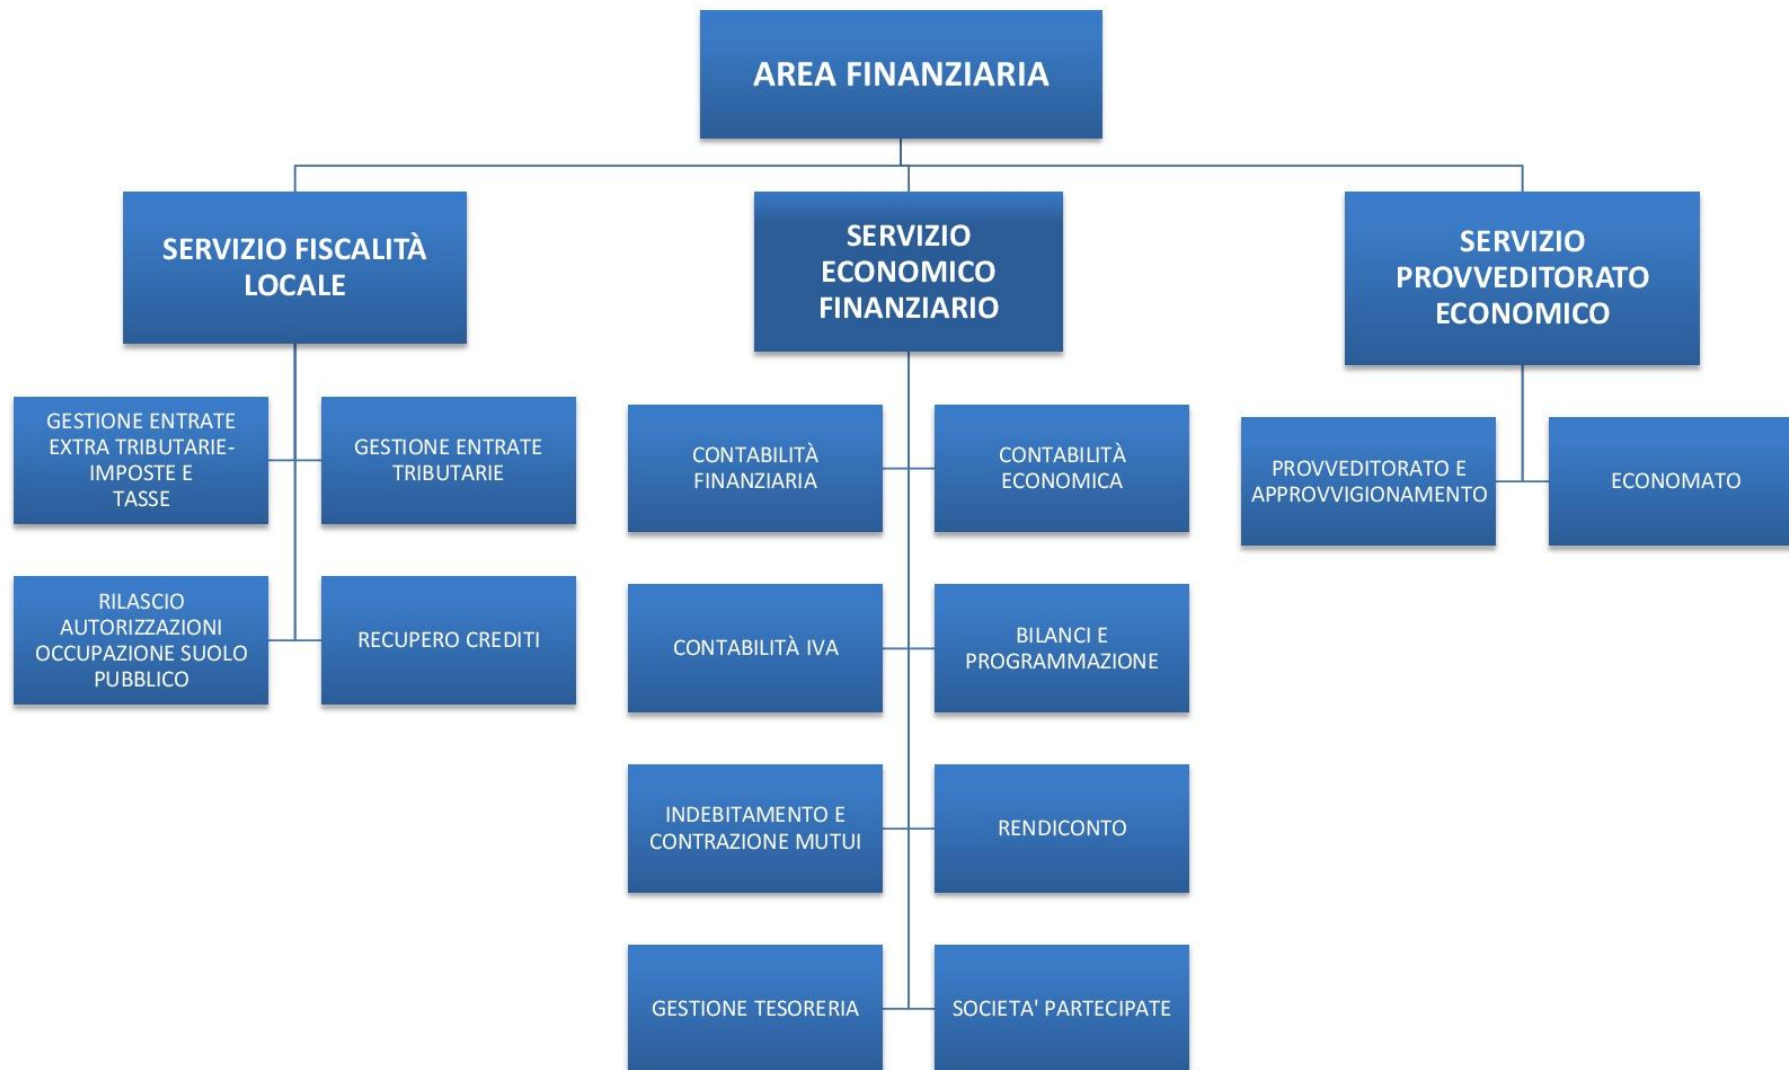 AREA FINANZIARIA
SERVIZIO FISCALITÀ
LOCALE
SERVIZIO
ECONOMICO
FINANZIARIO
SERVIZIO
PROVVEDITORATO
ECONOMICO
GESTIONE ENTRATE
EXTRA TRIBUTARIE-
IMPOSTE E
TASSE
GESTIONE ENTRATE
TRIBUTARIE
RILASCIO
AUTORIZZAZIONI
OCCUPAZIONE SUOLO
PUBBLICO
RECUPERO CREDITI
CONTABILITÀ
FINANZIARIA
CONTABILITÀ
ECONOMICA
CONTABILITÀ IVA
BILANCI E
PROGRAMMAZIONE
INDEBITAMENTO E
CONTRAZIONE MUTUI
RENDICONTO
GESTIONE TESORERIA
SOCIETA' PARTECIPATE
PROVVEDITORATO E
APPROVVIGIONAMENTO
ECONOMATO